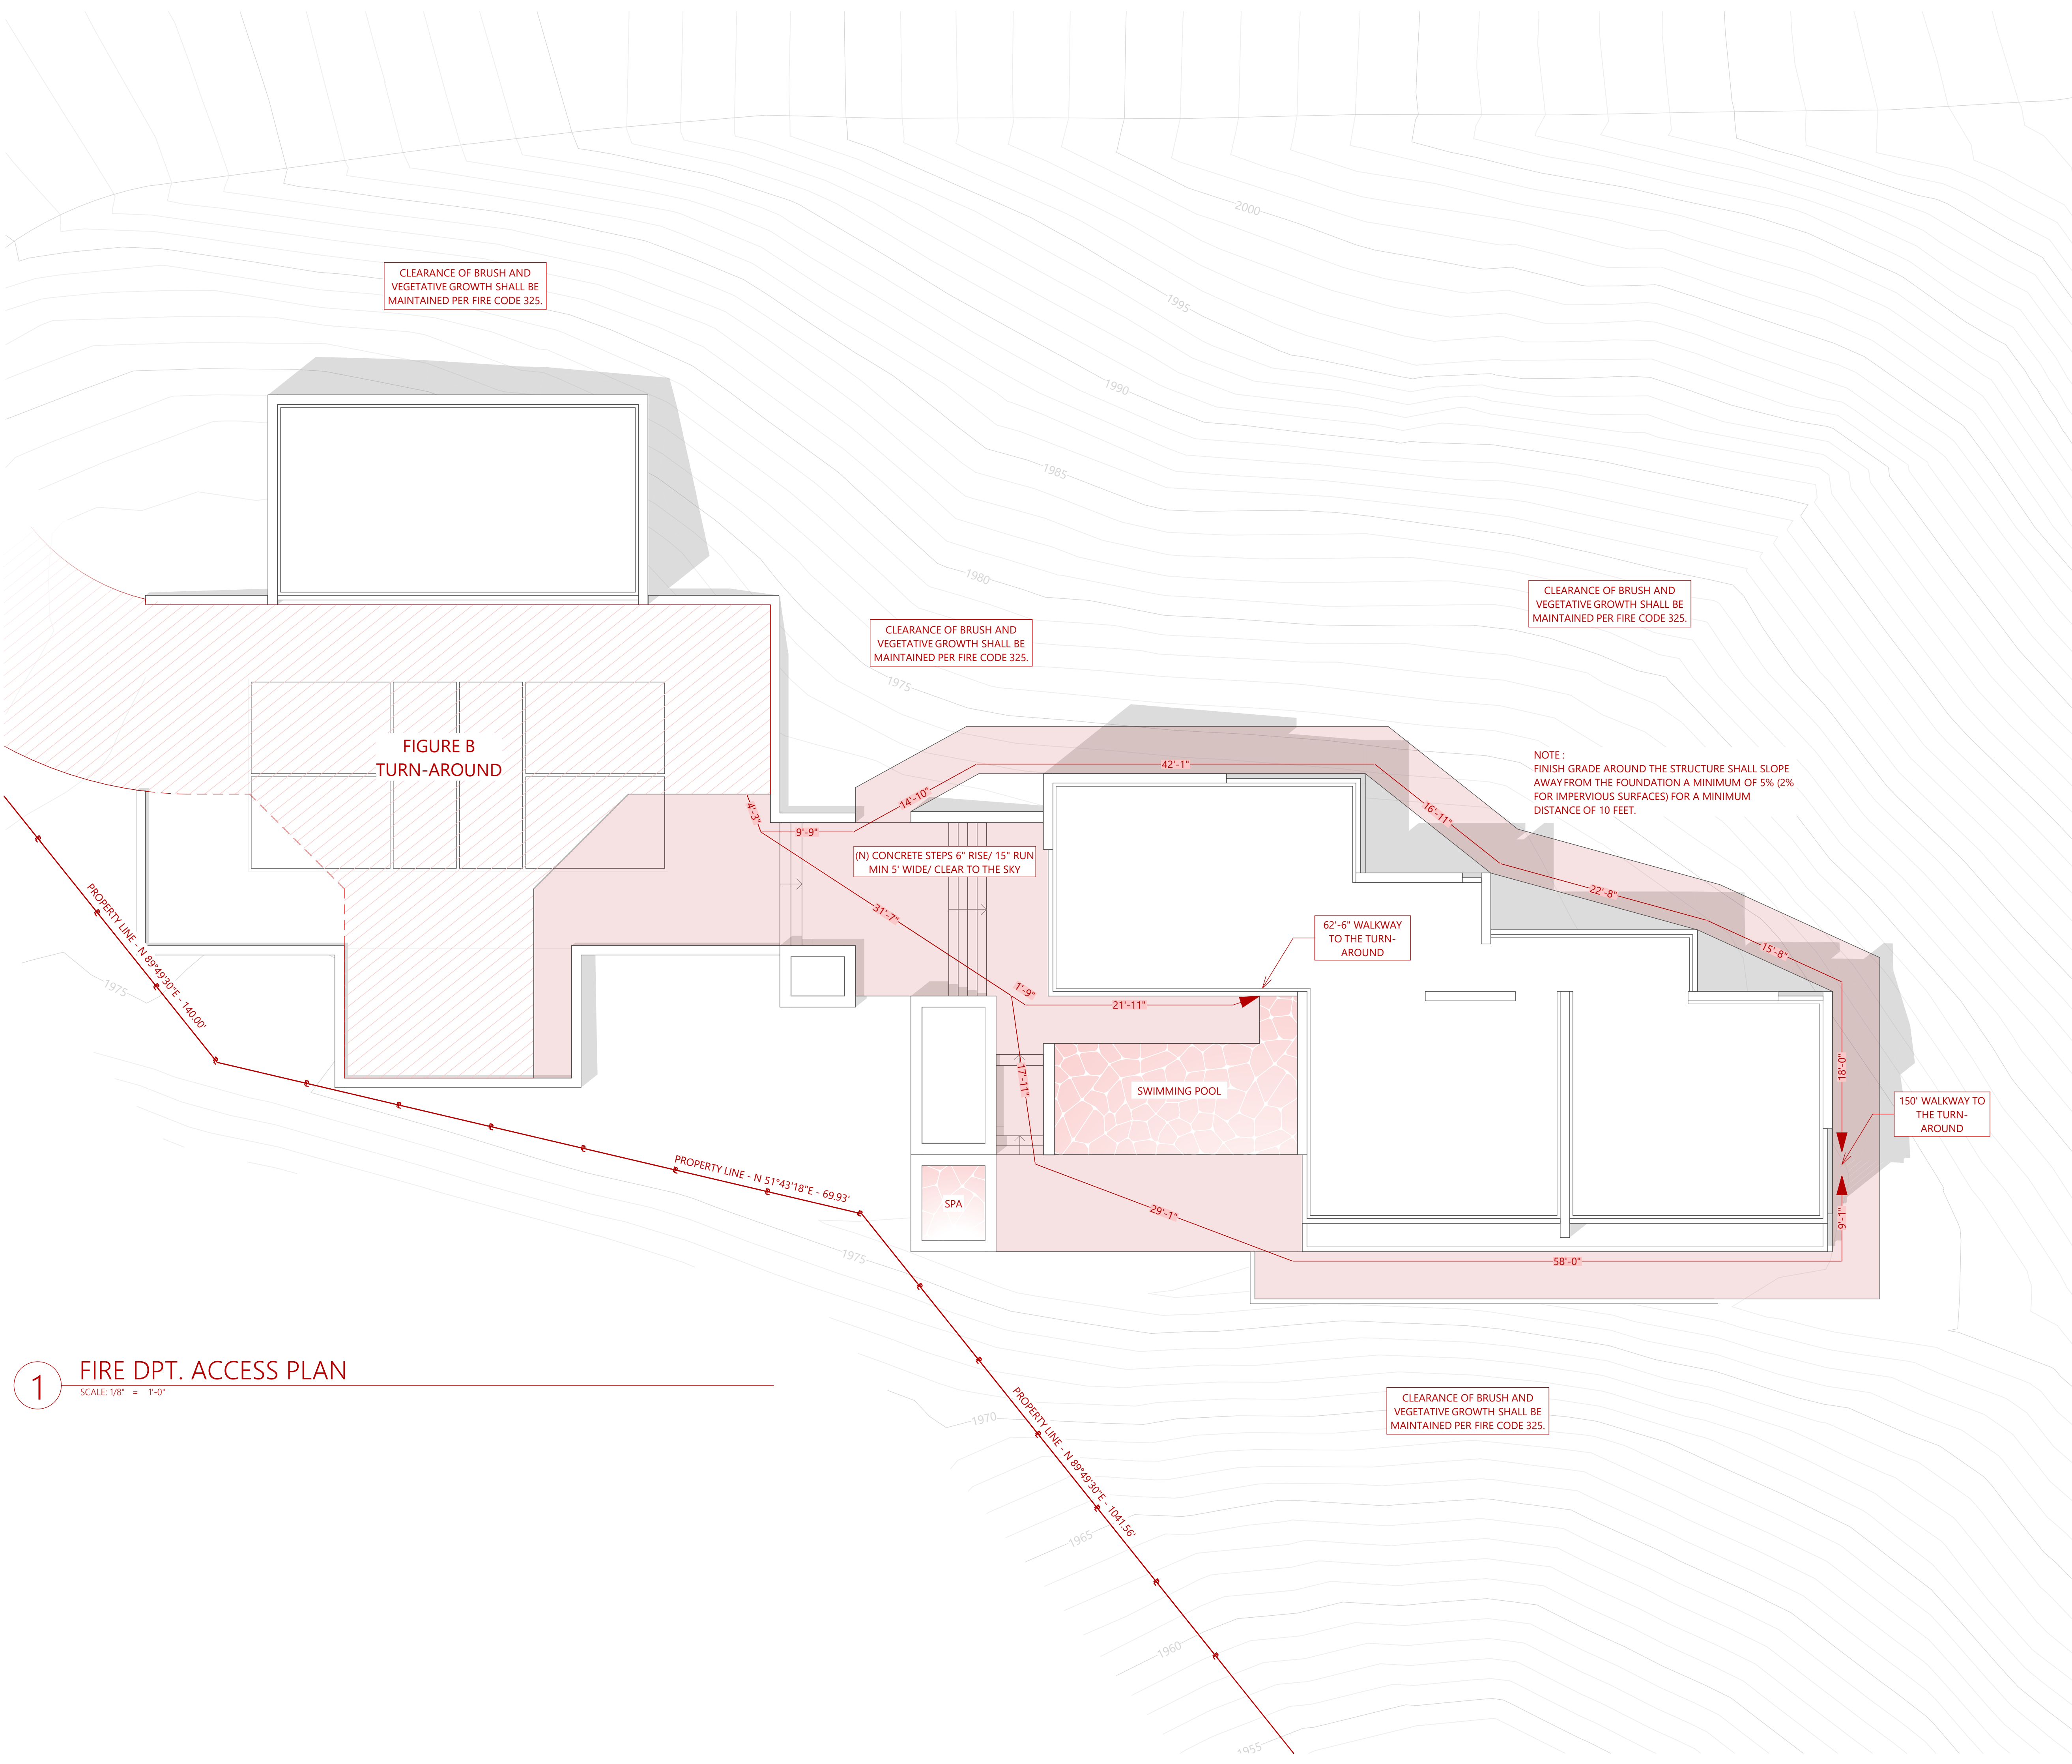 2000
CLEARANCE OF BRUSH AND
VEGETATIVE GROWTH SHALL BE
MAINTAINED PER FIRE CODE 325.
1995
1990
1985
1980
CLEARANCE OF BRUSH AND
VEGETATIVE GROWTH SHALL BE
MAINTAINED PER FIRE CODE 325.
CLEARANCE OF BRUSH AND
VEGETATIVE GROWTH SHALL BE
MAINTAINED PER FIRE CODE 325.
1975
FIGURE B
TURN-AROUND
NOTE :
FINISH GRADE AROUND THE STRUCTURE SHALL SLOPE
AWAY FROM THE FOUNDATION A MINIMUM OF 5% (2%
FOR IMPERVIOUS SURFACES) FOR A MINIMUM
DISTANCE OF 10 FEET.
42'-1"
14'-10"
4'-3"
9'-9"
16'-11"
(N) CONCRETE STEPS 6" RISE/ 15" RUN
MIN 5' WIDE/ CLEAR TO THE SKY
22'-8"
31'-7"
62'-6" WALKWAY
TO THE TURN-
AROUND
15'-8"
PROPERTY LINE - N 89°49'30"E - 140.00'
1975
1'-9"
21'-11"
17'-11"
18'-0"
SWIMMING POOL
150' WALKWAY TO
THE TURN-
AROUND
PROPERTY LINE - N 51°43'18"E - 69.93'
SPA
29'-1"
9'-1"
1975
58'-0"
1
FIRE DPT. ACCESS PLAN
SCALE: 1/8" = 1'-0"
PROPERTY LINE - N 89°49'30"E - 1041.56'
1970
CLEARANCE OF BRUSH AND
VEGETATIVE GROWTH SHALL BE
MAINTAINED PER FIRE CODE 325.
1965
1960
1955